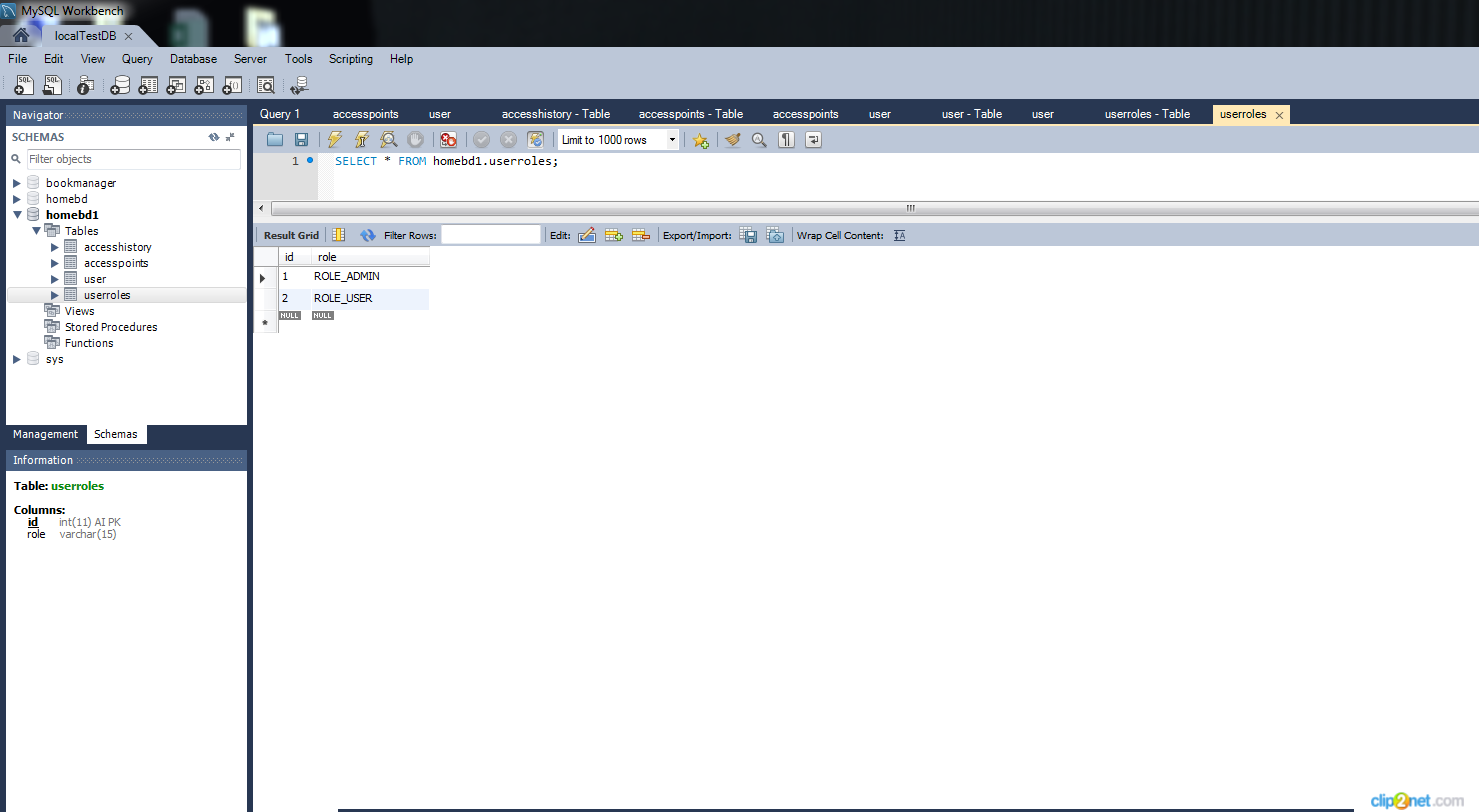 MySQL Workbench
localTestDB
File Edit View Query Database Server Tools Scripting Help
Navigator
SCHEMAS
Filter objects
bookmanager
homebd
homebd1
Tables
accesshistory
accesspoints
user
userroles
Views
Stored Procedures
Functions
sys
Management Schemas
Information
Table: userroles
Columns:
id int(11) AI PK
role varchar(15)
Query 1 accesspoints user accesshistory - Table accesspoints - Table accesspoints user user - Table user userroles - Table userroles
Limit to 1000 rows
1 SELECT * FROM homebd1.userroles;
Result Grid Filter Rows: Edit: Export/Import: Wrap Cell Content:
id role
1 ROLE_ADMIN
2 ROLE_USER
NULL NULL
clip2net.com